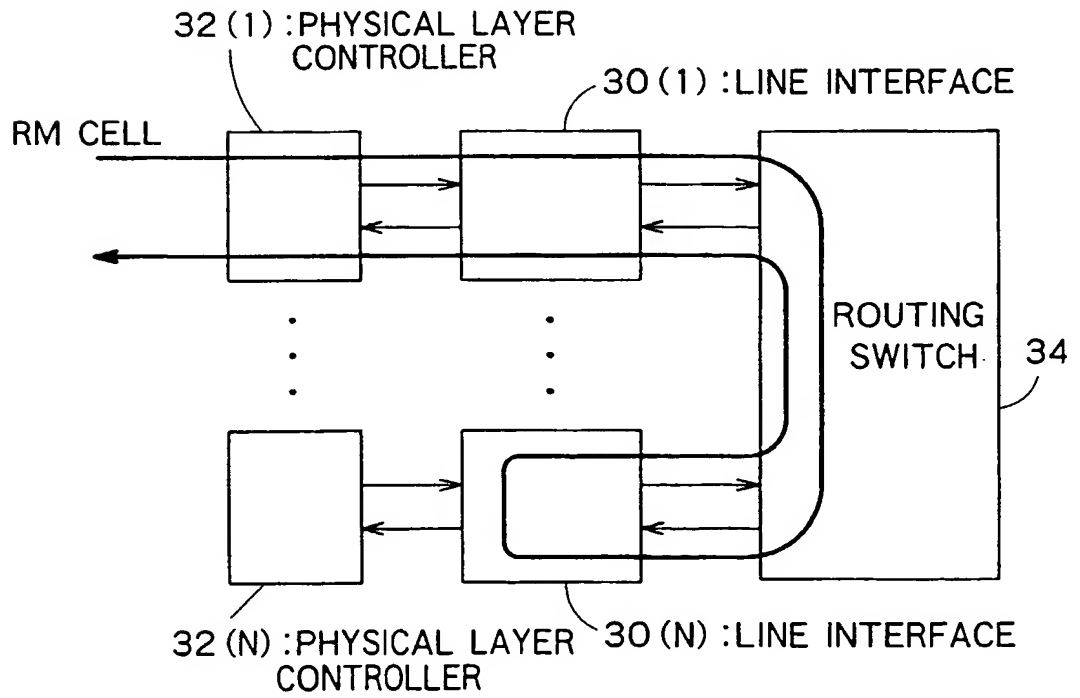 32(1):PHYSICAL LAYER
CONTROLLER
30(1):LINE INTERFACE
RM CELL
ROUTING
SWITCH
34
32(N):PHYSICAL LAYER
CONTROLLER
30(N):LINE INTERFACE